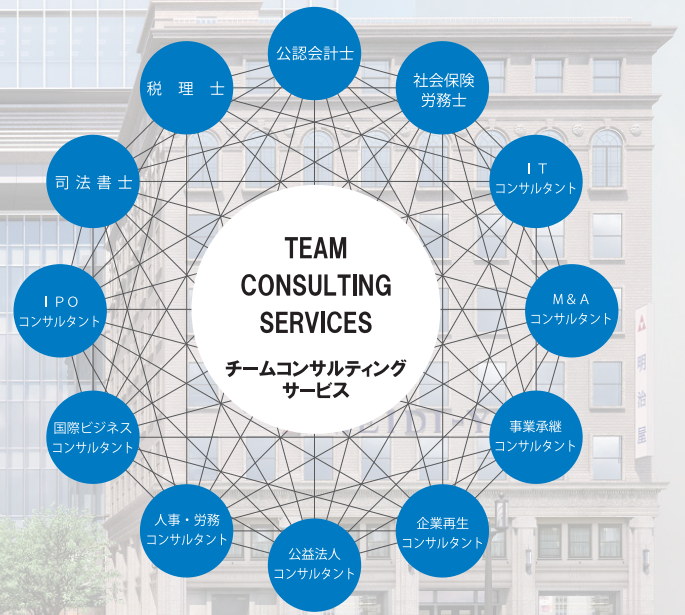 公認会計士
社会保険
労務士
IT
コンサルタント
M&A
コンサルタント
事業承継
コンサルタント
企業再生
コンサルタント
公益法人
コンサルタント
人事・労務
コンサルタント
国際ビジネス
コンサルタント
IPO
コンサルタント
司法書士
税理士
TEAM
CONSULTING
SERVICES
チームコンサルティング
サービス
明治屋